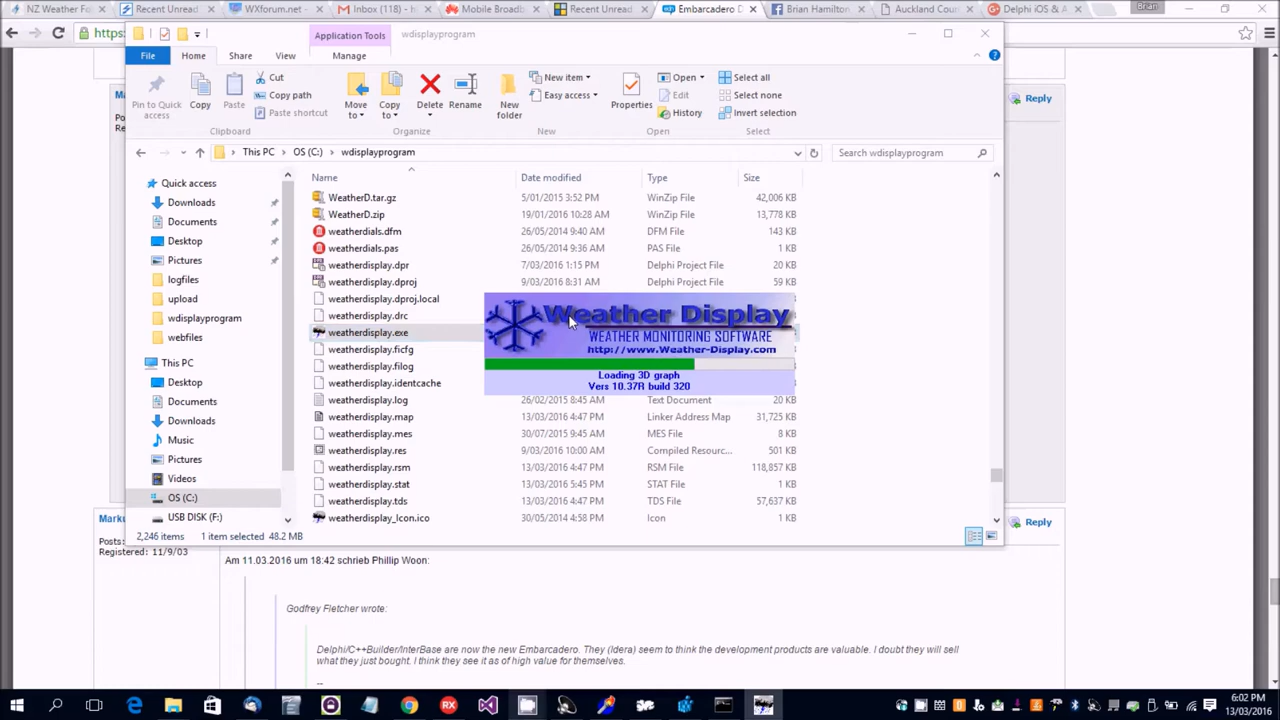 NZ Weather Fo
Recent Unread
WXforum.net -
Inbox (118) - h
Mobile Broadb
Recent Unread
Embarcadero D
Brian Hamilton
Auckland Coun
Delphi iOS & A
Brian
https:
Application Tools
wdisplayprogram
File
Home
Share
View
Manage
Pin to Quick access
Copy
Paste
Cut
Copy path
Paste shortcut
Clipboard
Move to
Copy to
Delete
Rename
Organize
New folder
New item
Easy access
New
Properties
Open
Edit
History
Open
Select all
Select none
Invert selection
Select
This PC > OS (C:) > wdisplayprogram
Search wdisplayprogram
Name Date modified Type Size
Quick access
Downloads
Documents
Desktop
Pictures
logfiles
upload
wdisplayprogram
webfiles
This PC
Desktop
Documents
Downloads
Music
Pictures
Videos
OS (C:)
USB DISK (F:)
WeatherD.tar.gz 5/01/2015 3:52 PM WinZip File 42,006 KB
WeatherD.zip 19/01/2016 10:28 AM WinZip File 13,778 KB
weatherdials.dfm 26/05/2014 9:40 AM DFM File 143 KB
weatherdials.pas 26/05/2014 9:36 AM PAS File 1 KB
weatherdisplay.dpr 7/03/2016 1:15 PM Delphi Project File 20 KB
weatherdisplay.dproj 9/03/2016 8:31 AM Delphi Project File 59 KB
weatherdisplay.dproj.local
weatherdisplay.drc
weatherdisplay.exe
weatherdisplay.ficfg
weatherdisplay.filog
weatherdisplay.identcache
weatherdisplay.log 26/02/2015 8:45 AM Text Document 20 KB
weatherdisplay.map 13/03/2016 4:47 PM Linker Address Map 31,725 KB
weatherdisplay.mes 30/07/2015 9:45 AM MES File 8 KB
weatherdisplay.res 9/03/2016 10:00 AM Compiled Resourc... 501 KB
weatherdisplay.rsm 13/03/2016 4:47 PM RSM File 118,857 KB
weatherdisplay.stat 13/03/2016 5:45 PM STAT File 1 KB
weatherdisplay.tds 13/03/2016 4:47 PM TDS File 57,637 KB
weatherdisplay_Icon.ico 30/05/2014 4:58 PM Icon 1 KB
Weather Display
WEATHER MONITORING SOFTWARE
http://www.Weather-Display.com
Loading 3D graph
Vers 10.37R build 320
2,246 items 1 item selected 48.2 MB
Reply
Reply
Posts:
Registered: 11/9/03
Am 11.03.2016 um 18:42 schrieb Phillip Woon:
Godfrey Fletcher wrote:
Delphi/C++Builder/InterBase are now the new Embarcadero. They (Idera) seem to think the development products are valuable. I doubt they will sell
what they just bought. I think they see it as of high value for themselves.
--
6:02 PM
13/03/2016